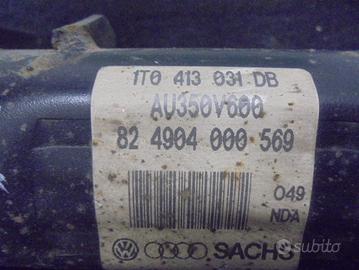 1T0 413 031 DB
AU350V600
82 4904 000 569
049
NDA
SACHS
subito